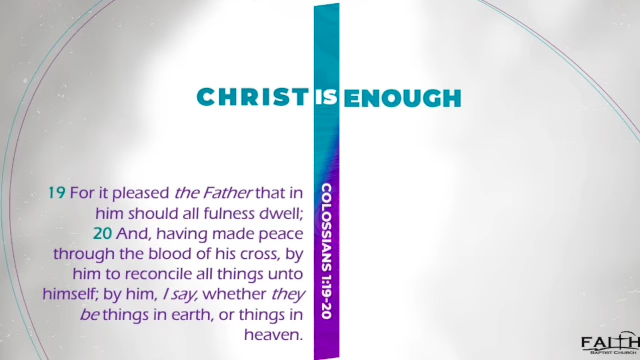 CHRIST IS ENOUGH
19 For it pleased the Father that in
him should all fulness dwell;
20 And, having made peace
through the blood of his cross, by
him to reconcile all things unto
himself; by him, I say, whether they
be things in earth, or things in
heaven.
COLOSSIANS 1:19-20
FAITH
BAPTIST CHURCH